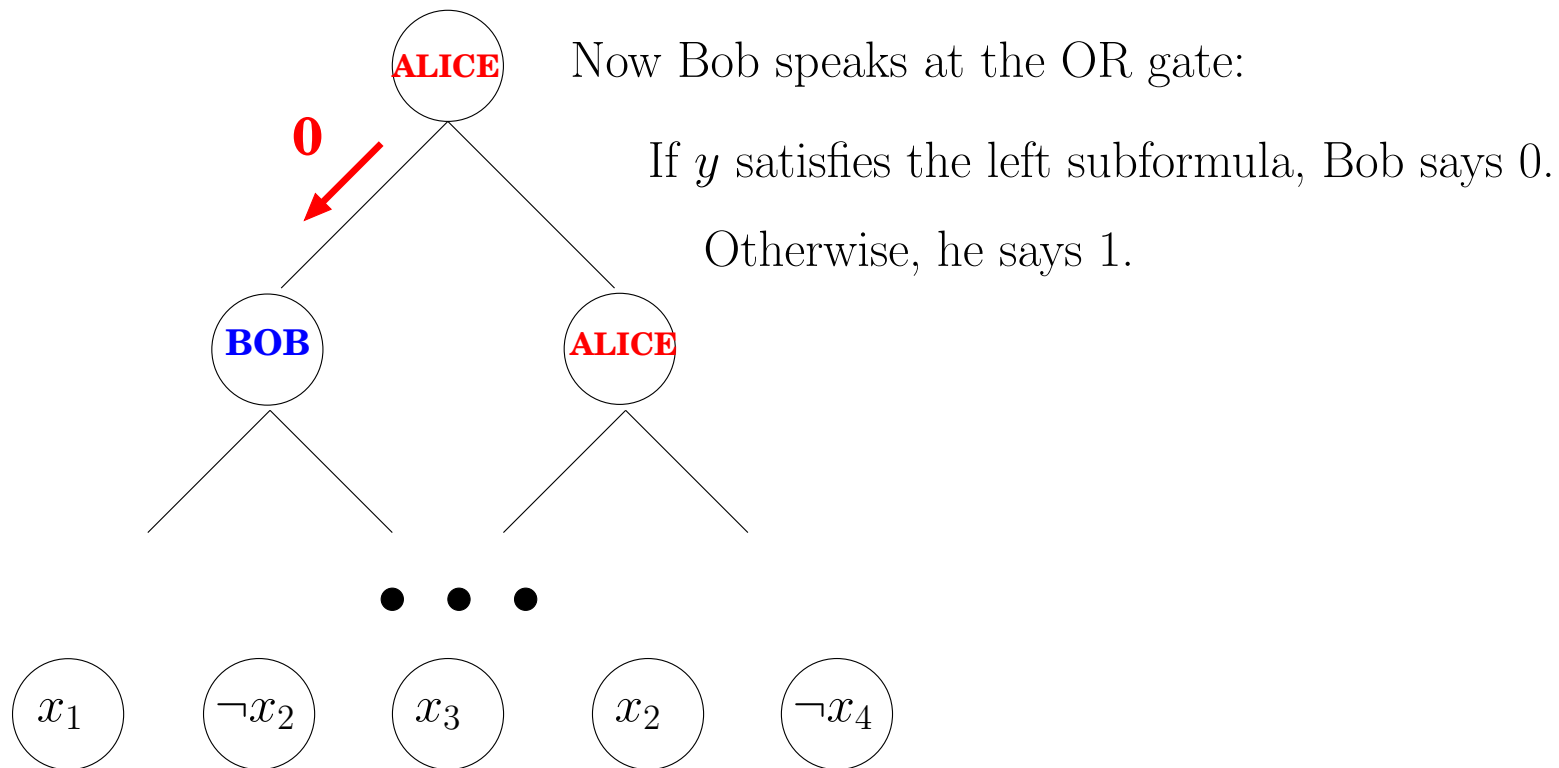 ALICE
Now Bob speaks at the OR gate:
0
If y satisfies the left subformula, Bob says 0.
Otherwise, he says 1.
BOB
ALICE
x₁
¬x₂
x₃
x₂
¬x₄